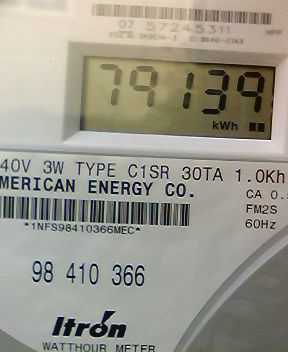 07 57245311
79139
kWh
40V 3W TYPE C1SR 30TA 1.0Kh
MERICAN ENERGY CO.
CA 0.
FM2S
60Hz
*1NFS98410366MEC*
98 410 366
Itrón
WATTHOUR METER